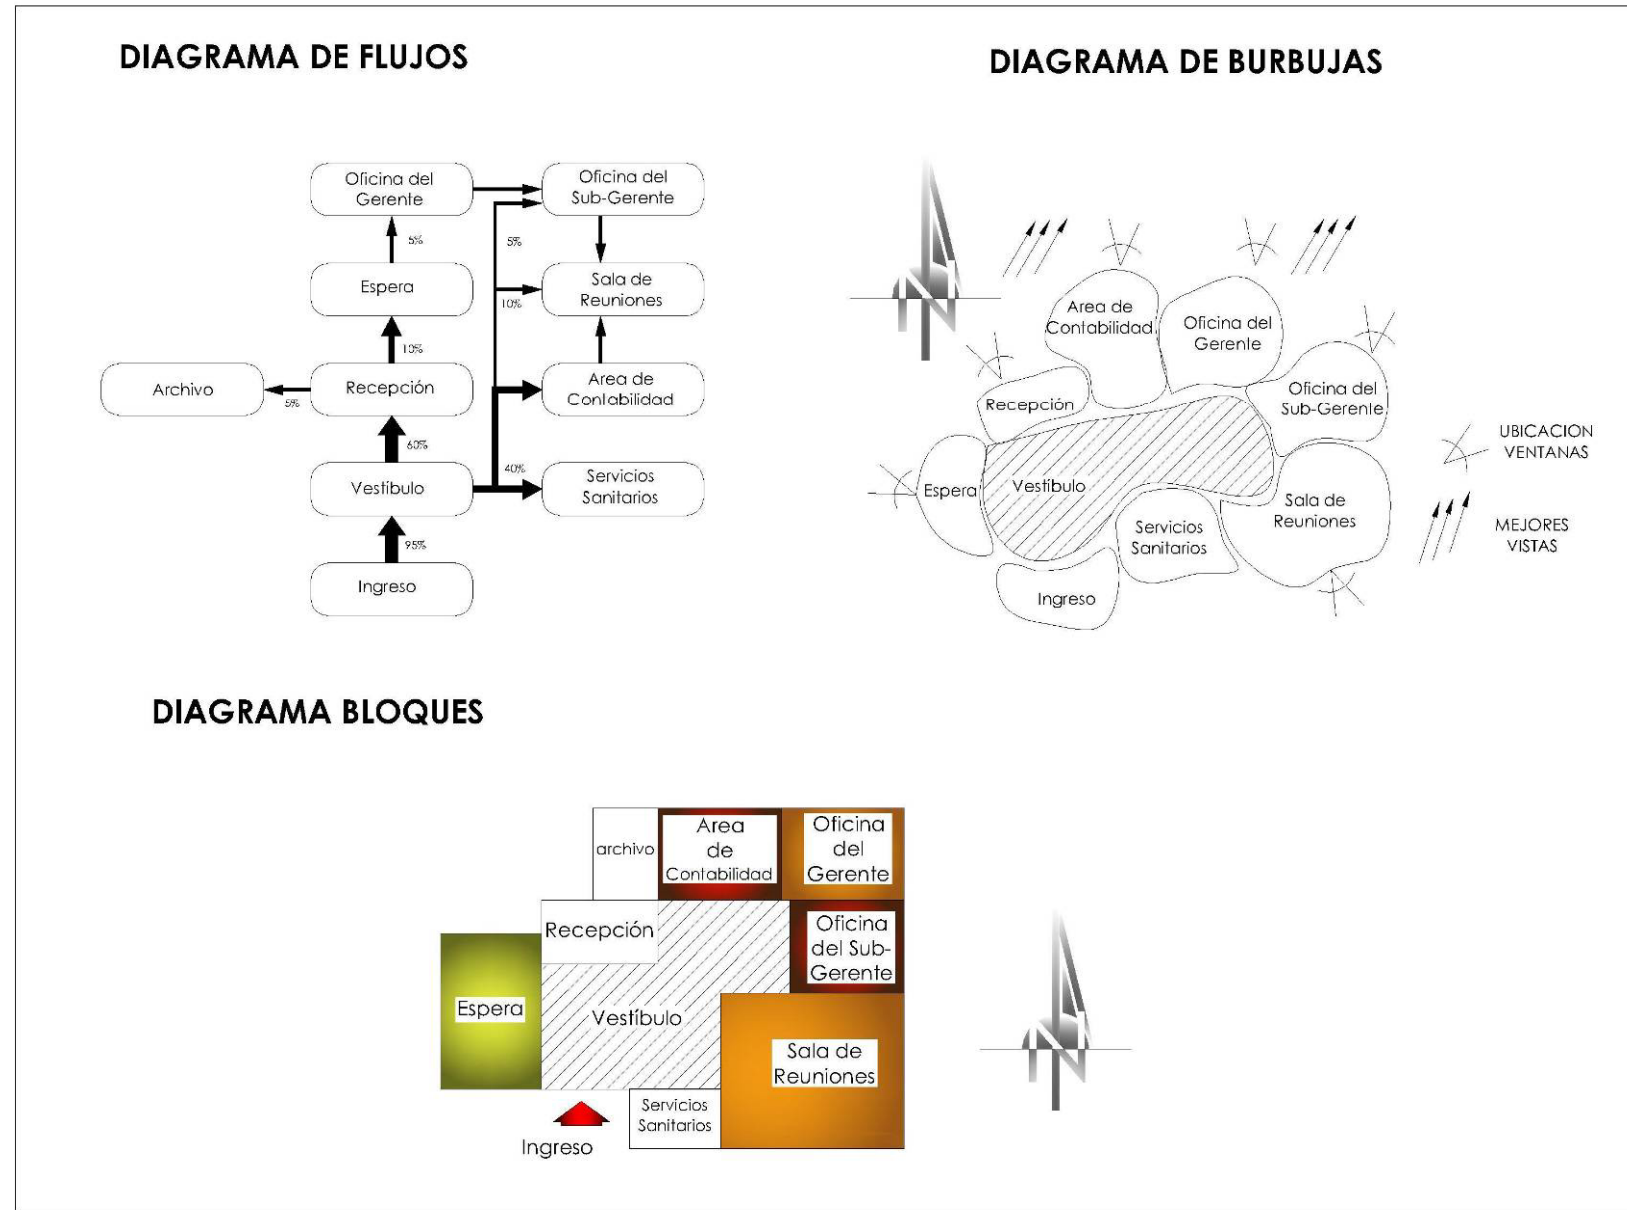 DIAGRAMA DE FLUJOS
Oficina del
Gerente
Oficina del
Sub-Gerente
5%
5%
Espera
Sala de
Reuniones
10%
10%
Archivo
5%
Recepción
Area de
Contabilidad
60%
40%
Vestíbulo
Servicios
Sanitarios
95%
Ingreso
DIAGRAMA DE BURBUJAS
N
Area de
Contabilidad
Oficina del
Gerente
Recepción
Oficina del
Sub-Gerente
Espera
Vestíbulo
Sala de
Reuniones
Servicios
Sanitarios
Ingreso
UBICACION
VENTANAS
MEJORES
VISTAS
DIAGRAMA BLOQUES
archivo
Area
de
Contabilidad
Oficina
del
Gerente
Recepción
Oficina
del Sub-
Gerente
Espera
Vestíbulo
Sala de
Reuniones
Servicios
Sanitarios
Ingreso
N